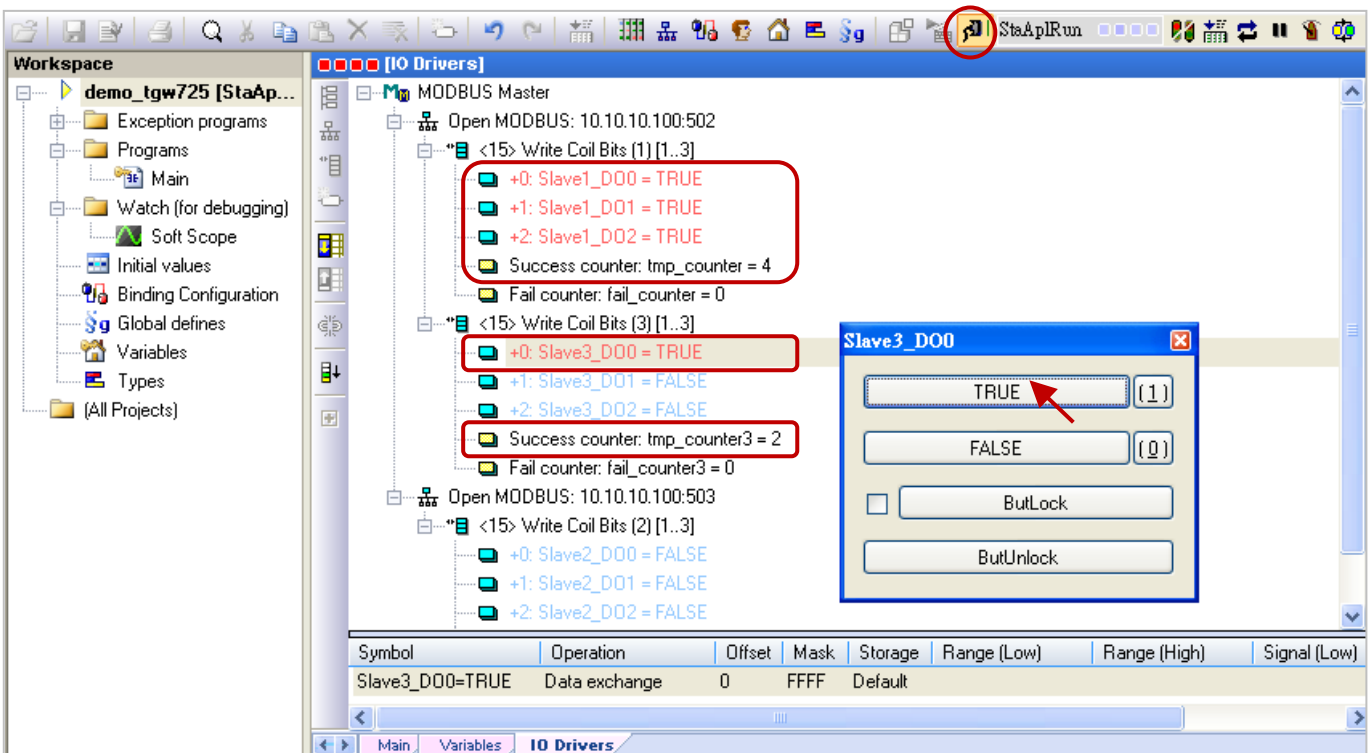 StaAplRun
Workspace
demo_tgw725 [StaAp...
Exception programs
Programs
Main
Watch (for debugging)
Soft Scope
Initial values
Binding Configuration
Global defines
Variables
Types
(All Projects)
[IO Drivers]
MODBUS Master
Open MODBUS: 10.10.10.100:502
<15> Write Coil Bits (1) [1..3]
+0: Slave1_DO0 = TRUE
+1: Slave1_DO1 = TRUE
+2: Slave1_DO2 = TRUE
Success counter: tmp_counter = 4
Fail counter: fail_counter = 0
<15> Write Coil Bits (3) [1..3]
+0: Slave3_DO0 = TRUE
+1: Slave3_DO1 = FALSE
+2: Slave3_DO2 = FALSE
Success counter: tmp_counter3 = 2
Fail counter: fail_counter3 = 0
Open MODBUS: 10.10.10.100:503
<15> Write Coil Bits (2) [1..3]
+0: Slave2_DO0 = FALSE
+1: Slave2_DO1 = FALSE
+2: Slave2_DO2 = FALSE
Slave3_DO0
TRUE (1)
FALSE (0)
ButLock
ButUnlock
Symbol Operation Offset Mask Storage Range (Low) Range (High) Signal (Low)
Slave3_DO0=TRUE Data exchange 0 FFFF Default
Main Variables IO Drivers